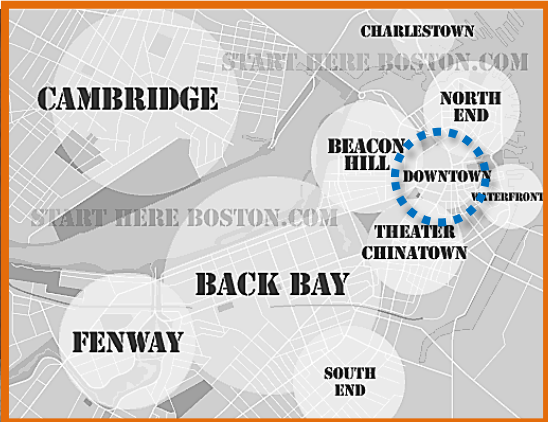 CHARLESTOWN
START HERE BOSTON.COM
CAMBRIDGE
NORTH
END
BEACON
HILL
DOWNTOWN
WATERFRONT
START HERE BOSTON.COM
THEATER
CHINATOWN
BACK BAY
FENWAY
SOUTH
END